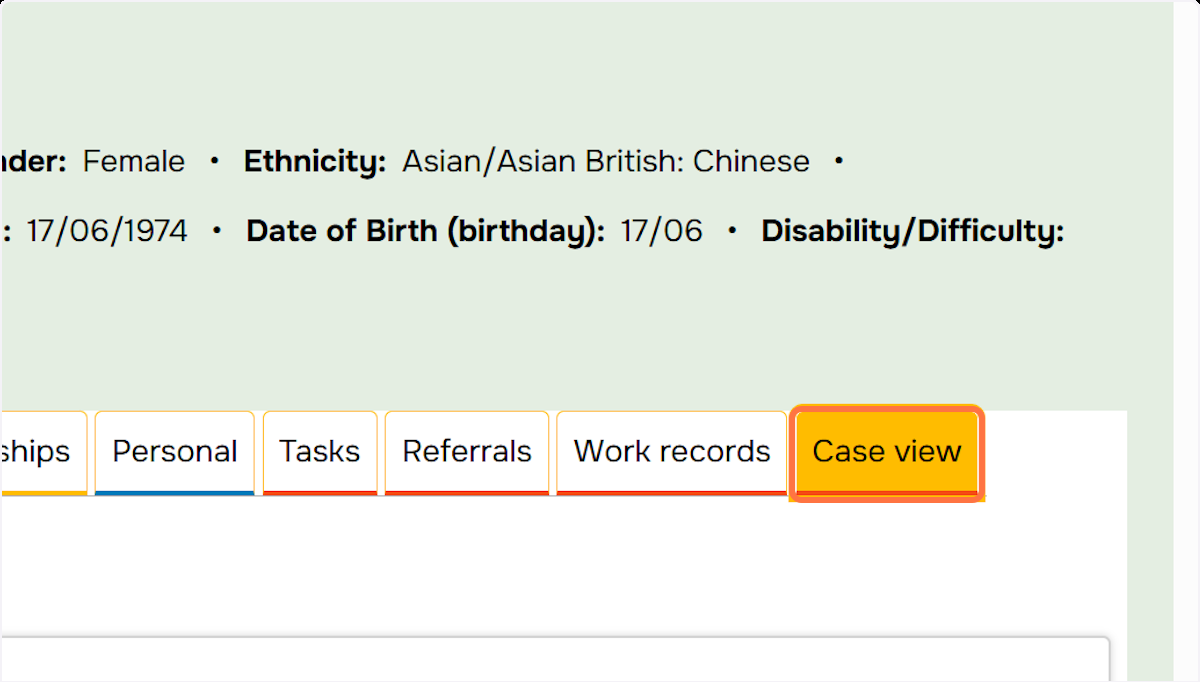 nder: Female • Ethnicity: Asian/Asian British: Chinese •
: 17/06/1974 • Date of Birth (birthday): 17/06 • Disability/Difficulty:
ships Personal Tasks Referrals Work records Case view